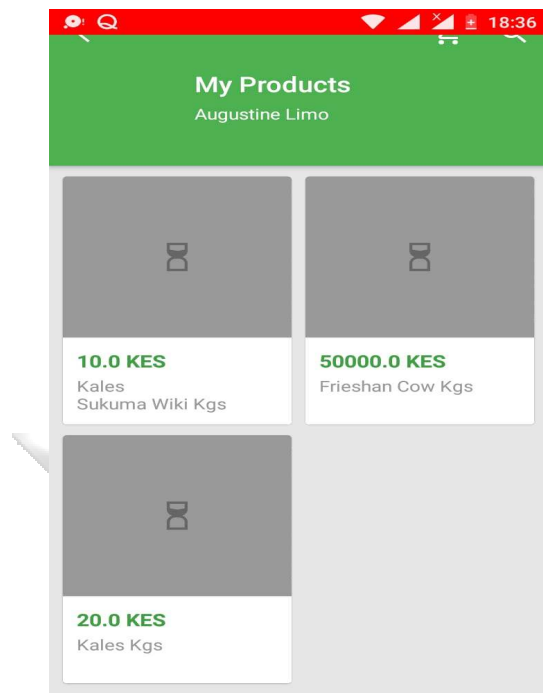 18:36
My Products
Augustine Limo
10.0 KES
Kales
Sukuma Wiki Kgs
50000.0 KES
Frieshan Cow Kgs
20.0 KES
Kales Kgs